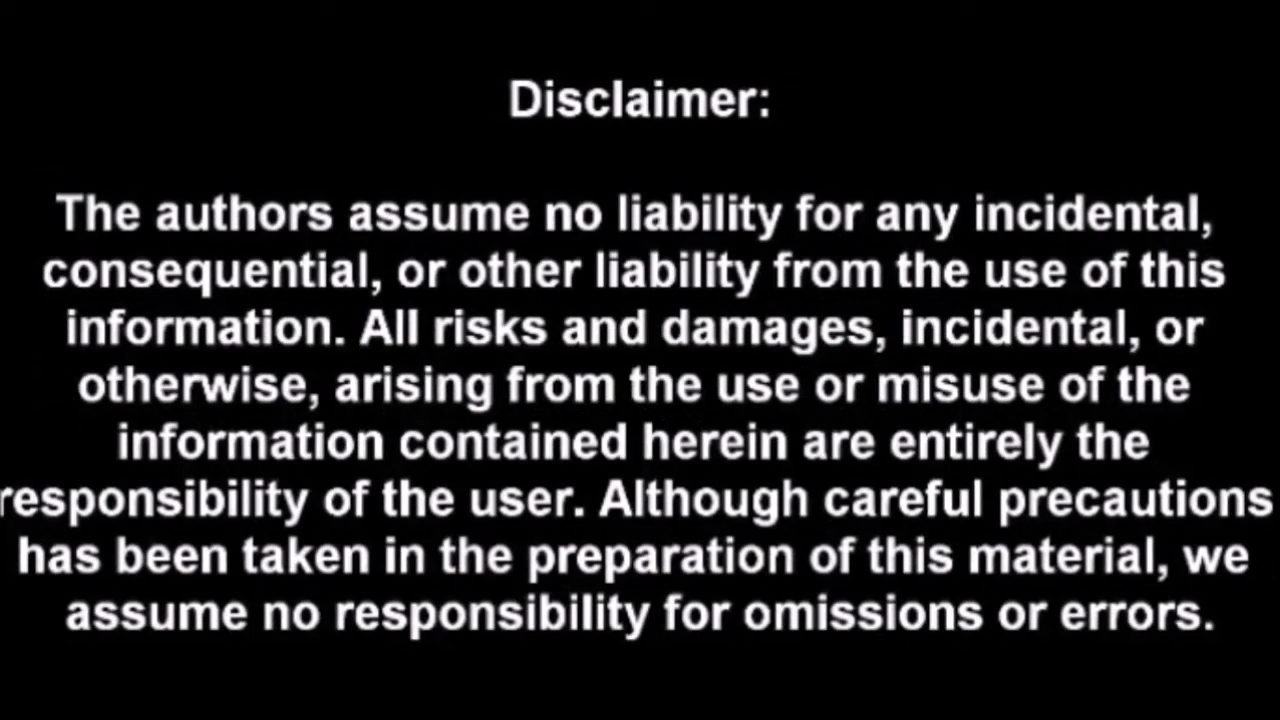 Disclaimer:
The authors assume no liability for any incidental,
consequential, or other liability from the use of this
information. All risks and damages, incidental, or
otherwise, arising from the use or misuse of the
information contained herein are entirely the
responsibility of the user. Although careful precautions
has been taken in the preparation of this material, we
assume no responsibility for omissions or errors.